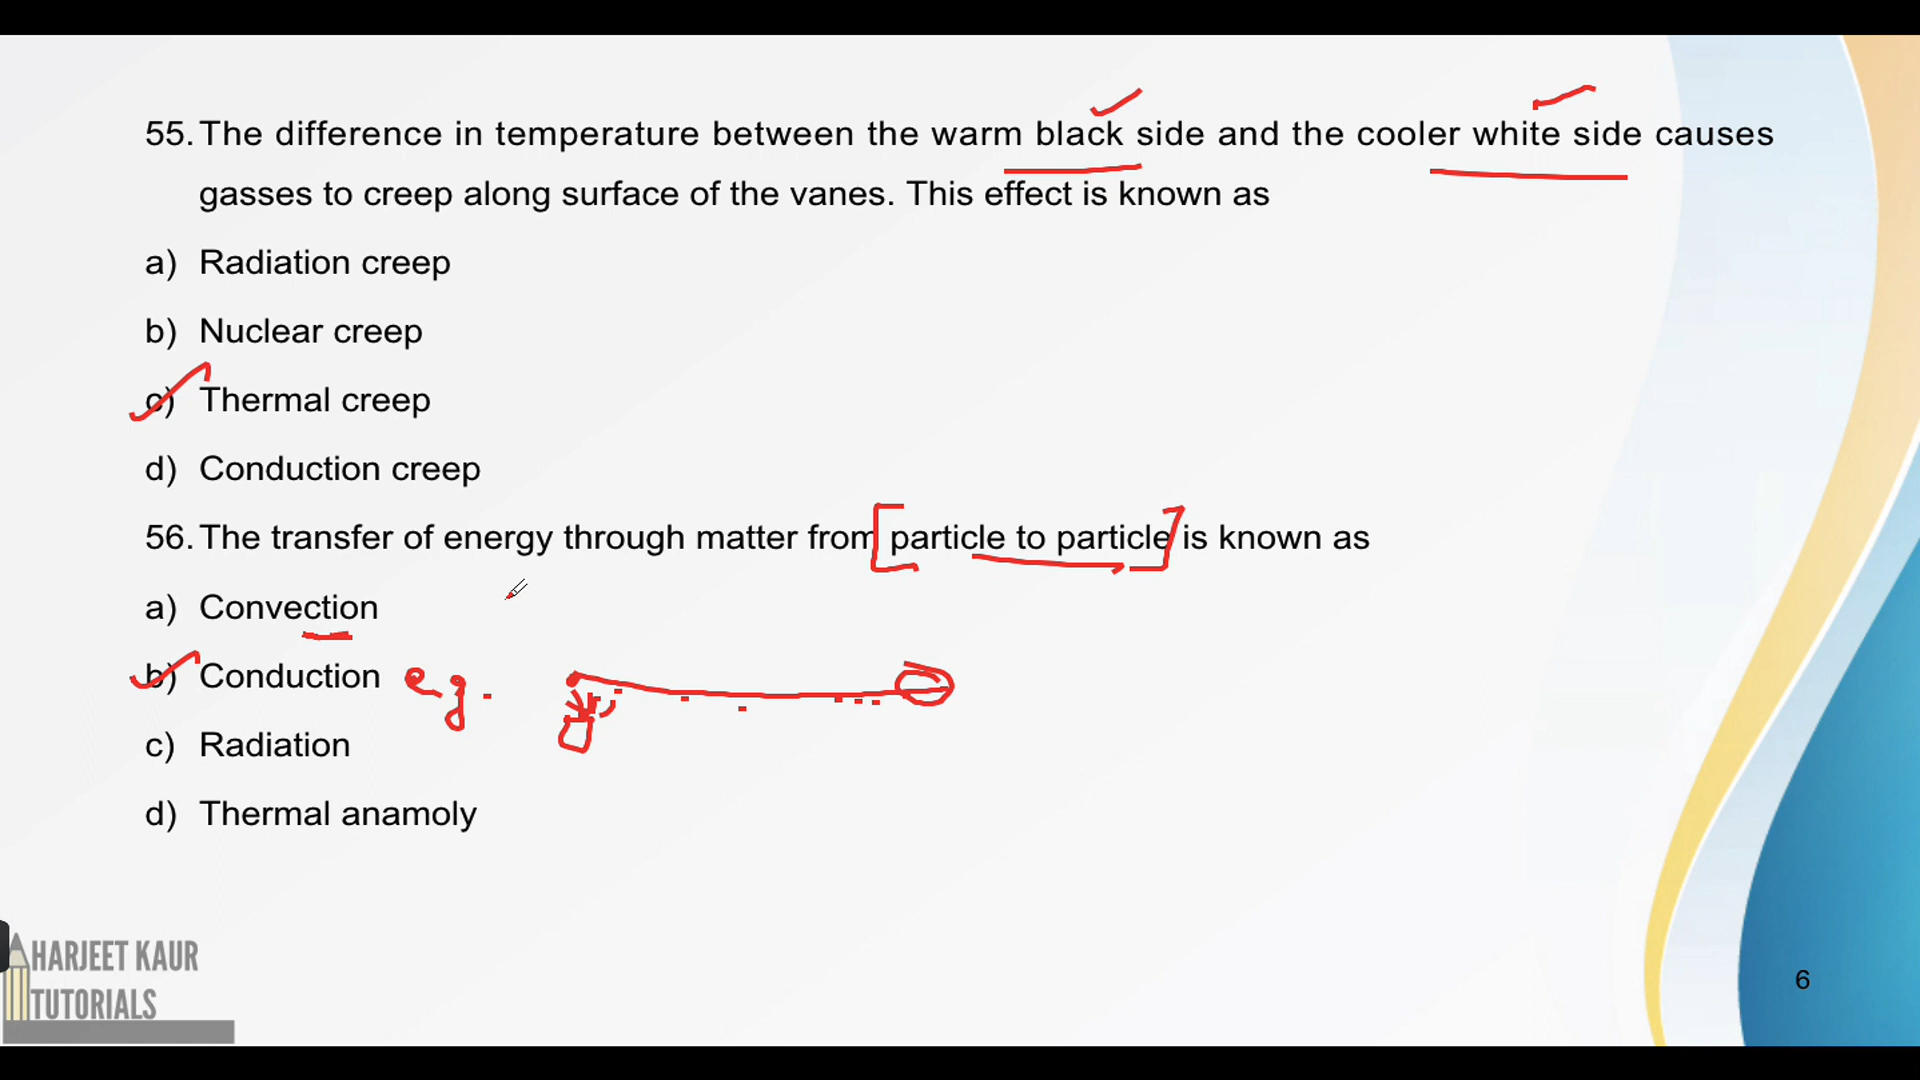 55. The difference in temperature between the warm black side and the cooler white side causes
gasses to creep along surface of the vanes. This effect is known as
a) Radiation creep
b) Nuclear creep
c) Thermal creep
d) Conduction creep
56. The transfer of energy through matter from particle to particle is known as
a) Convection
b) Conduction e.g.
c) Radiation
d) Thermal anamoly
HARJEET KAUR
TUTORIALS
6